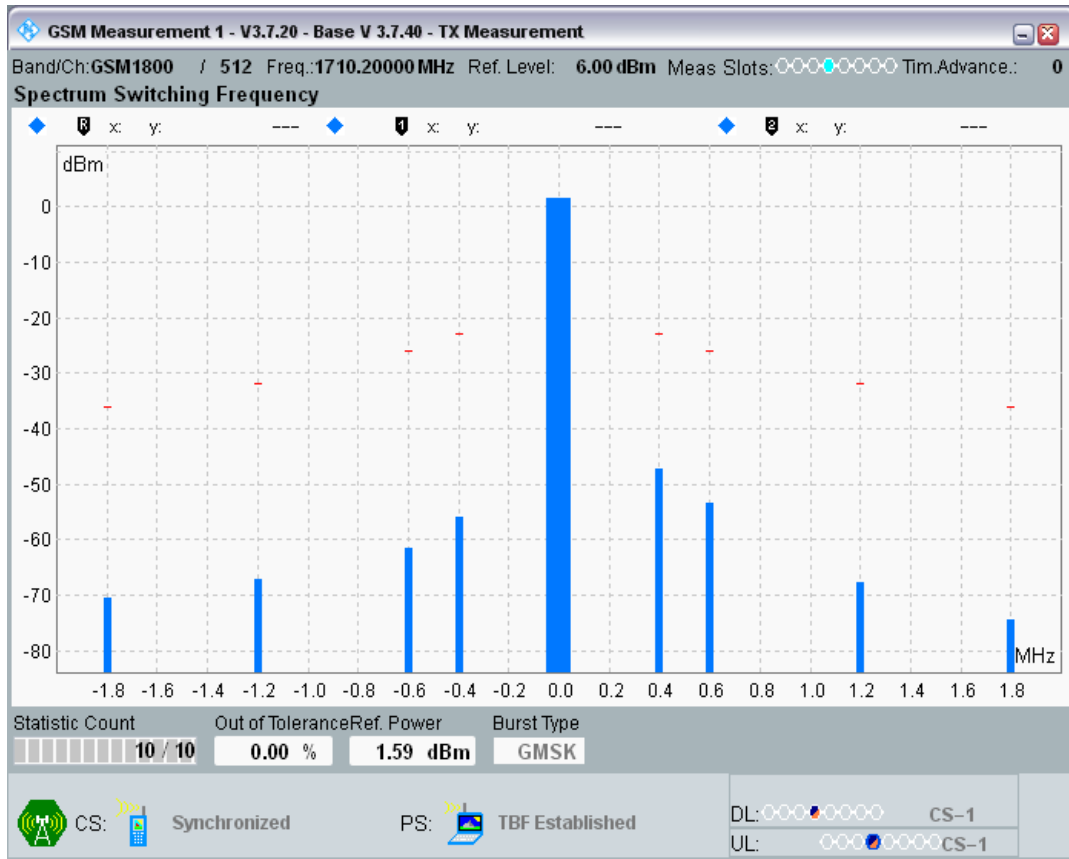 GSM Measurement 1 - V3.7.20 - Base V 3.7.40 - TX Measurement
Band/Ch:GSM1800 / 512 Freq.:1710.20000 MHz Ref. Level: 6.00 dBm Meas Slots: Tim.Advance.: 0
Spectrum Switching Frequency
R x: y: --- 1 x: y: --- 2 x: y: ---
dBm
0
-10
-20
-30
-40
-50
-60
-70
-80
MHz
-1.8 -1.6 -1.4 -1.2 -1.0 -0.8 -0.6 -0.4 -0.2 0.0 0.2 0.4 0.6 0.8 1.0 1.2 1.4 1.6 1.8
Statistic Count Out of Tolerance Ref. Power Burst Type
10 / 10 0.00 % 1.59 dBm GMSK
CS: Synchronized PS: TBF Established
DL: CS-1
UL: CS-1